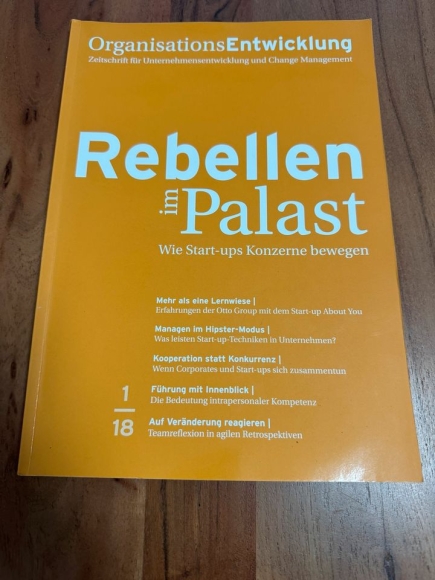 OrganisationsEntwicklung
Zeitschrift für Unternehmensentwicklung und Change Management
Rebellen
im Palast
Wie Start-ups Konzerne bewegen
Mehr als eine Lernwiese |
Erfahrungen der Otto Group mit dem Start-up About You
Managen im Hipster-Modus |
Was leisten Start-up-Techniken in Unternehmen?
Kooperation statt Konkurrenz |
Wenn Corporates und Start-ups sich zusammentun
Führung mit Innenblick |
Die Bedeutung intrapersonaler Kompetenz
Auf Veränderung reagieren |
Teamreflexion in agilen Retrospektiven
1
18